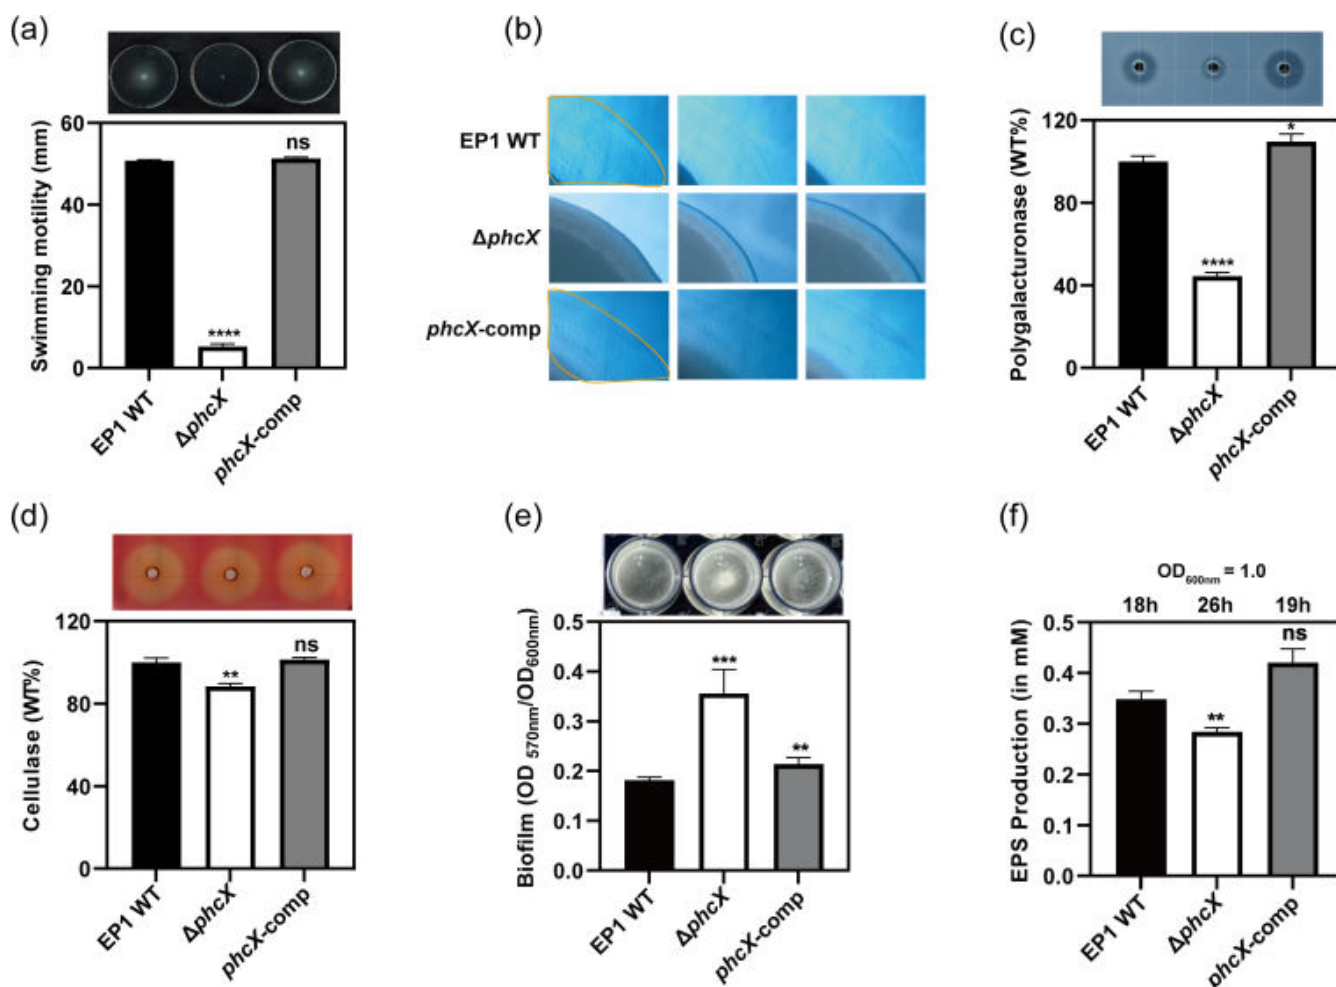 (a)
Swimming motility (mm)
60
40
20
0
ns
****
EP1 WT
ΔphcX
phcX-comp
(b)
EP1 WT
ΔphcX
phcX-comp
(c)
Polygalacturonase (WT%)
120
80
40
0
*
****
EP1 WT
ΔphcX
phcX-comp
(d)
Cellulase (WT%)
120
80
40
0
ns
**
EP1 WT
ΔphcX
phcX-comp
(e)
Biofilm (OD 570nm/OD600nm)
0.5
0.4
0.3
0.2
0.1
0.0
***
**
EP1 WT
ΔphcX
phcX-comp
(f)
OD600nm = 1.0
18h 26h 19h
EPS Production (in mM)
0.5
0.4
0.3
0.2
0.1
0.0
ns
**
EP1 WT
ΔphcX
phcX-comp